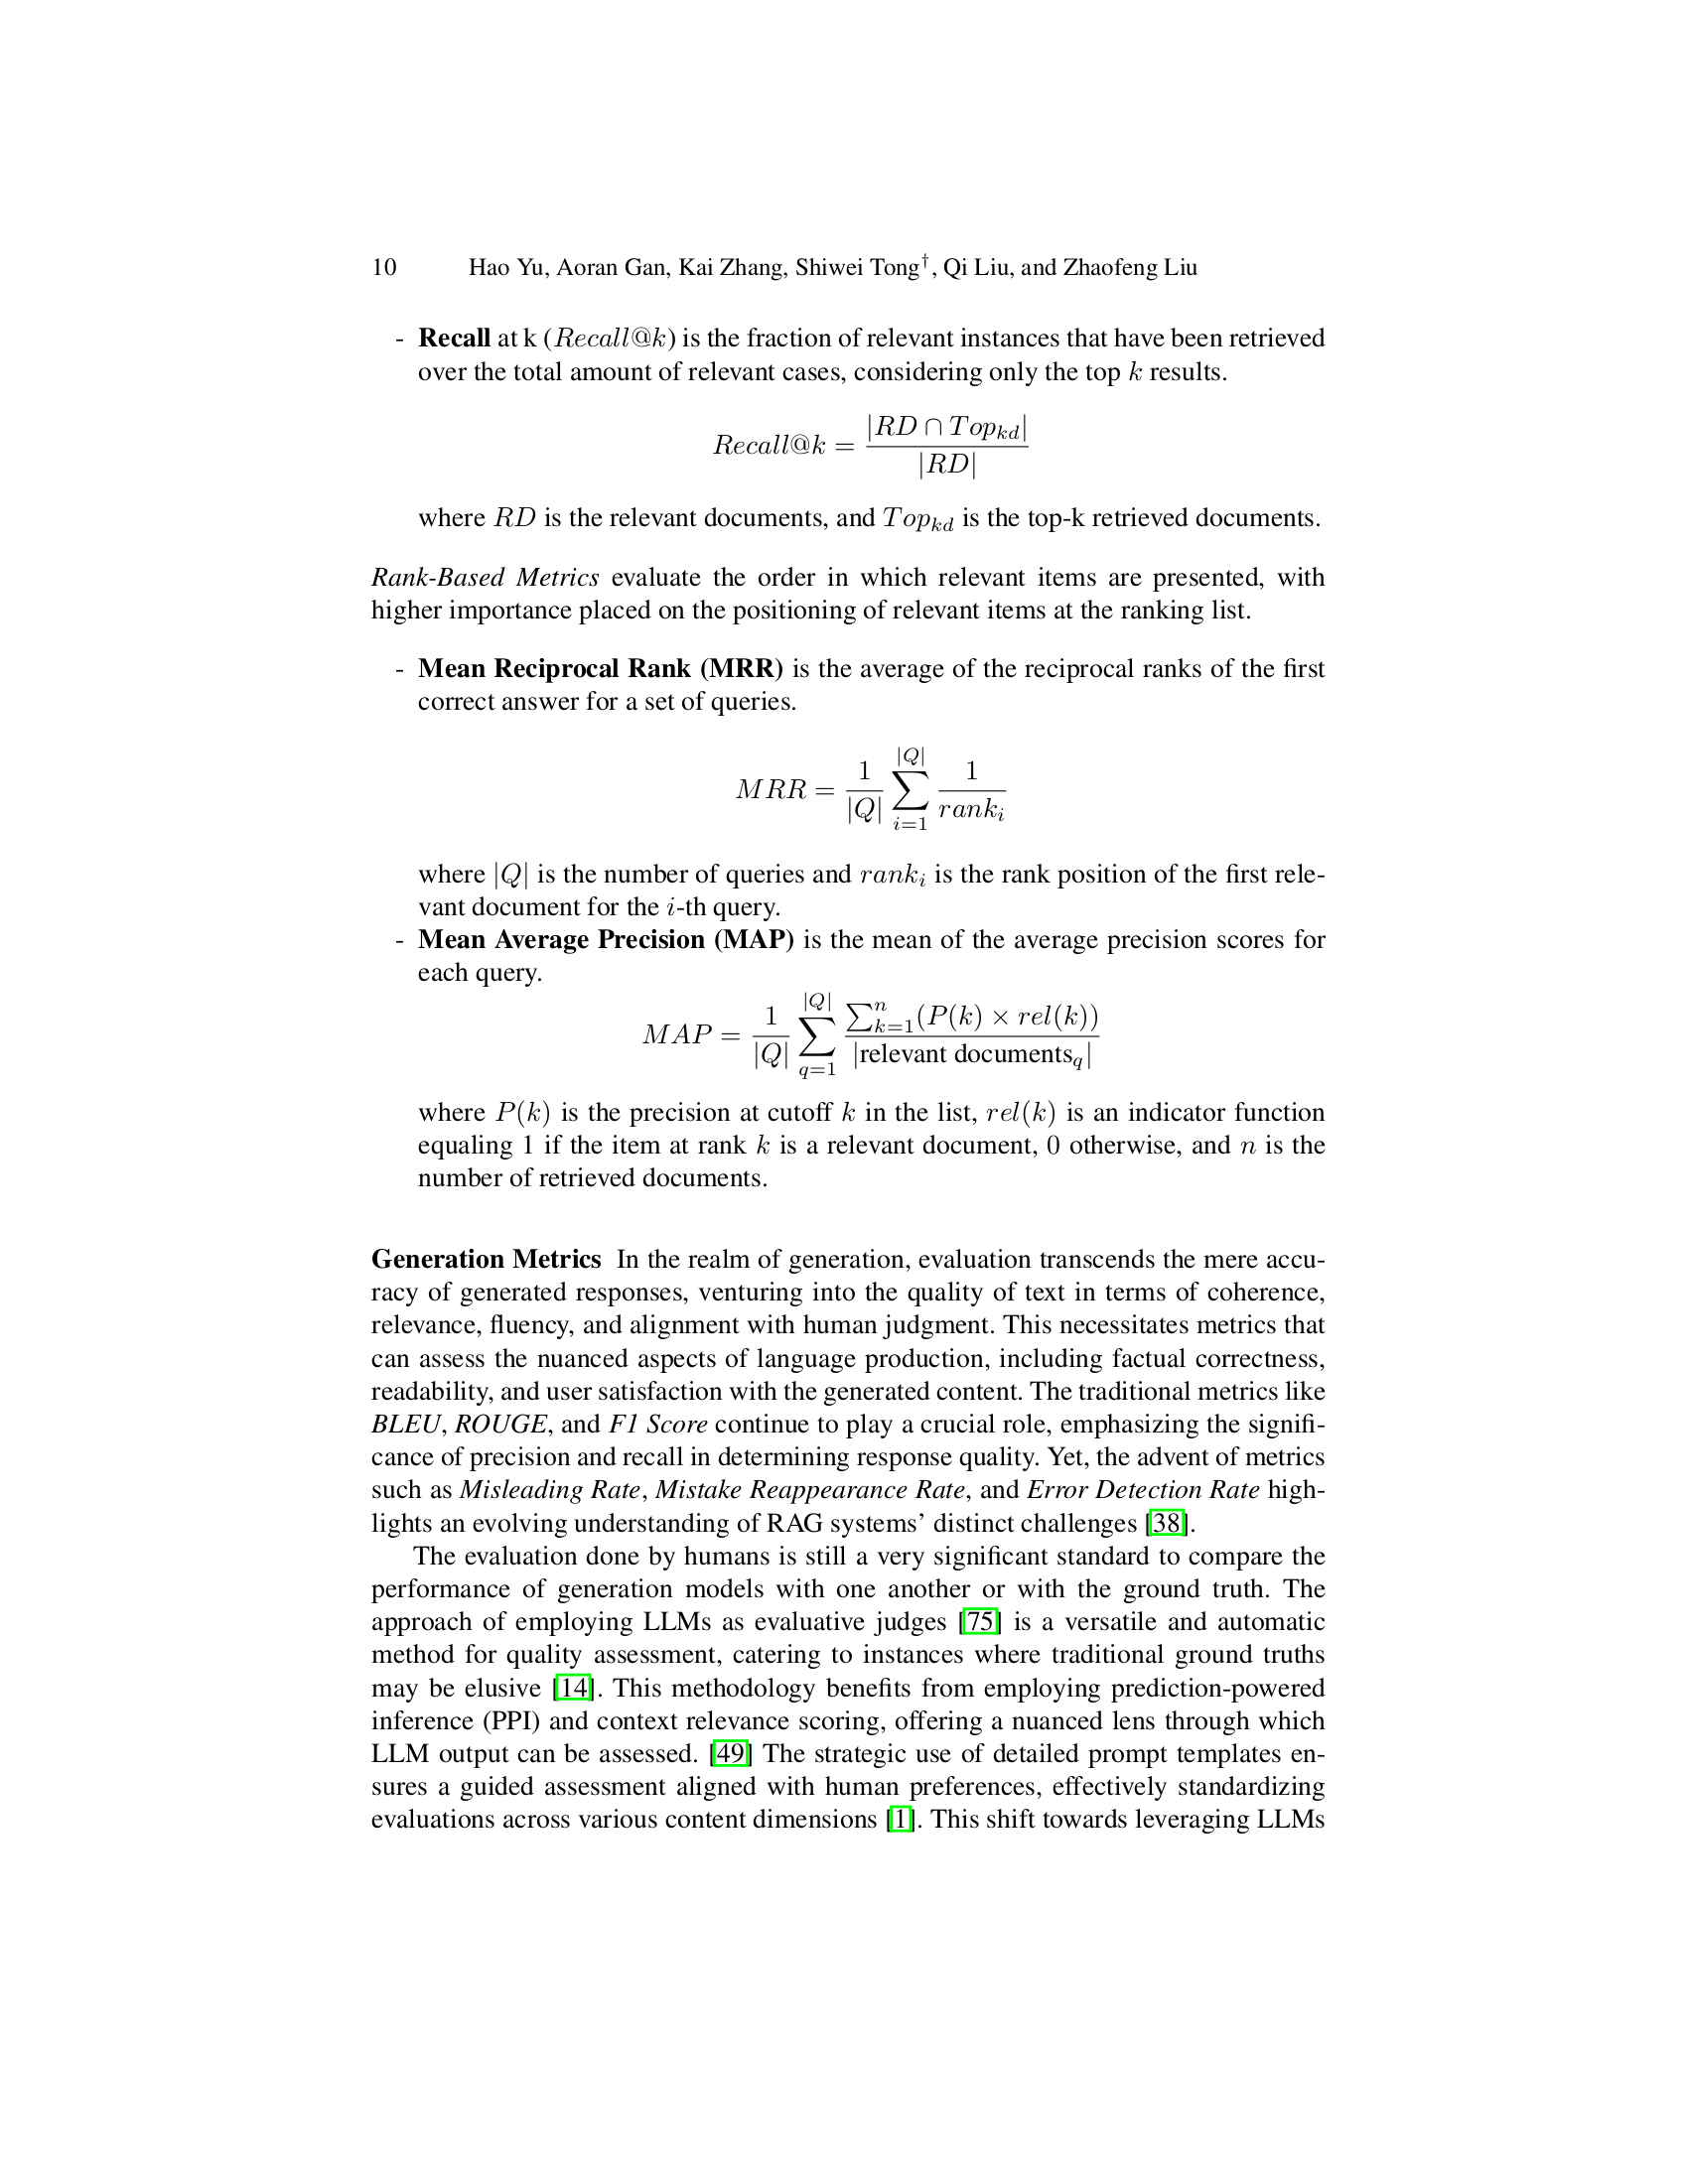 10 Hao Yu, Aoran Gan, Kai Zhang, Shiwei Tong†, Qi Liu, and Zhaofeng Liu
- Recall at k (Recall@k) is the fraction of relevant instances that have been retrieved
over the total amount of relevant cases, considering only the top k results.
Recall@k = |RD ∩ Top_{kd}| / |RD|
where RD is the relevant documents, and Top_{kd} is the top-k retrieved documents.
Rank-Based Metrics evaluate the order in which relevant items are presented, with
higher importance placed on the positioning of relevant items at the ranking list.
- Mean Reciprocal Rank (MRR) is the average of the reciprocal ranks of the first
correct answer for a set of queries.
MRR = \frac{1}{|Q|} \sum_{i=1}^{|Q|} \frac{1}{rank_i}
where |Q| is the number of queries and rank_i is the rank position of the first rele-
vant document for the i-th query.
- Mean Average Precision (MAP) is the mean of the average precision scores for
each query.
MAP = \frac{1}{|Q|} \sum_{q=1}^{|Q|} \frac{\sum_{k=1}^{n}(P(k) × rel(k))}{|relevant documents_q|}
where P(k) is the precision at cutoff k in the list, rel(k) is an indicator function
equaling 1 if the item at rank k is a relevant document, 0 otherwise, and n is the
number of retrieved documents.
Generation Metrics In the realm of generation, evaluation transcends the mere accu-
racy of generated responses, venturing into the quality of text in terms of coherence,
relevance, fluency, and alignment with human judgment. This necessitates metrics that
can assess the nuanced aspects of language production, including factual correctness,
readability, and user satisfaction with the generated content. The traditional metrics like
BLEU, ROUGE, and F1 Score continue to play a crucial role, emphasizing the signifi-
cance of precision and recall in determining response quality. Yet, the advent of metrics
such as Misleading Rate, Mistake Reappearance Rate, and Error Detection Rate high-
lights an evolving understanding of RAG systems’ distinct challenges [38].
The evaluation done by humans is still a very significant standard to compare the
performance of generation models with one another or with the ground truth. The
approach of employing LLMs as evaluative judges [75] is a versatile and automatic
method for quality assessment, catering to instances where traditional ground truths
may be elusive [14]. This methodology benefits from employing prediction-powered
inference (PPI) and context relevance scoring, offering a nuanced lens through which
LLM output can be assessed. [49] The strategic use of detailed prompt templates en-
sures a guided assessment aligned with human preferences, effectively standardizing
evaluations across various content dimensions [1]. This shift towards leveraging LLMs